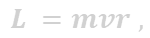 L = mvr ,